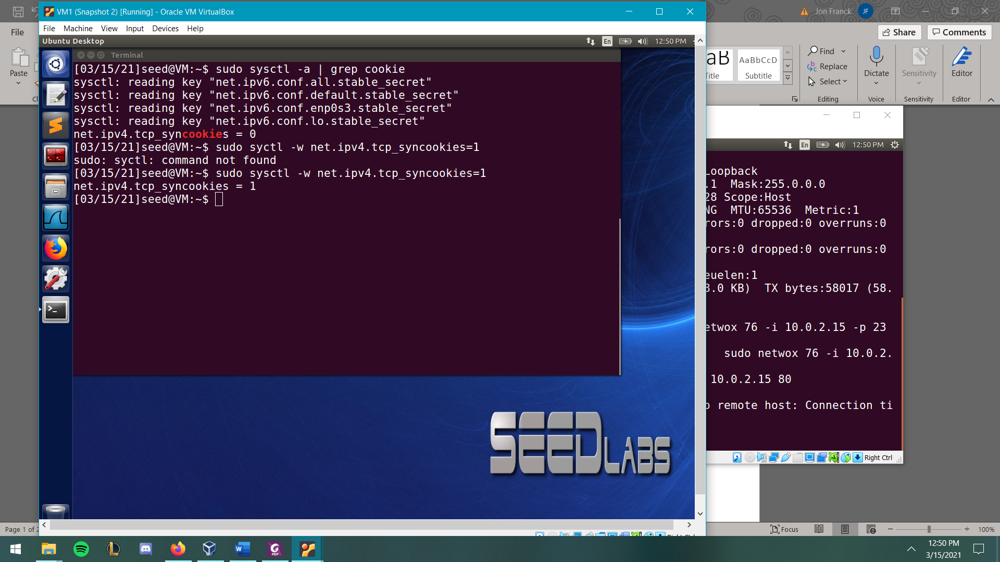 VM1 (Snapshot 2) [Running] - Oracle VM VirtualBox
Jon Franck
JF
File Machine View Input Devices Help
File
Share
Comments
Ubuntu Desktop
En
12:50 PM
Terminal
[03/15/21]seed@VM:~$ sudo sysctl -a | grep cookie
sysctl: reading key "net.ipv6.conf.all.stable_secret"
sysctl: reading key "net.ipv6.conf.default.stable_secret"
sysctl: reading key "net.ipv6.conf.enp0s3.stable_secret"
sysctl: reading key "net.ipv6.conf.lo.stable_secret"
net.ipv4.tcp_syncookies = 0
[03/15/21]seed@VM:~$ sudo syctl -w net.ipv4.tcp_syncookies=1
sudo: syctl: command not found
[03/15/21]seed@VM:~$ sudo sysctl -w net.ipv4.tcp_syncookies=1
net.ipv4.tcp_syncookies = 1
[03/15/21]seed@VM:~$
Paste
Cl
aB
AaBbCcD
Title
Subtitle
Find
Replace
Select
Editing
Dictate
Voice
Sensitivity
Sensitivity
Editor
Editor
En
12:50 PM
Loopback
.1 Mask:255.0.0.0
28 Scope:Host
NG MTU:65536 Metric:1
rors:0 dropped:0 overruns:0
rors:0 dropped:0 overruns:0
euelen:1
8.0 KB) TX bytes:58017 (58.
etwox 76 -i 10.0.2.15 -p 23
sudo netwox 76 -i 10.0.2.
10.0.2.15 80
o remote host: Connection ti
Right Ctrl
SEEDLABS
Page 1 of 2
Right Ctrl
Focus
100%
12:50 PM
3/15/2021